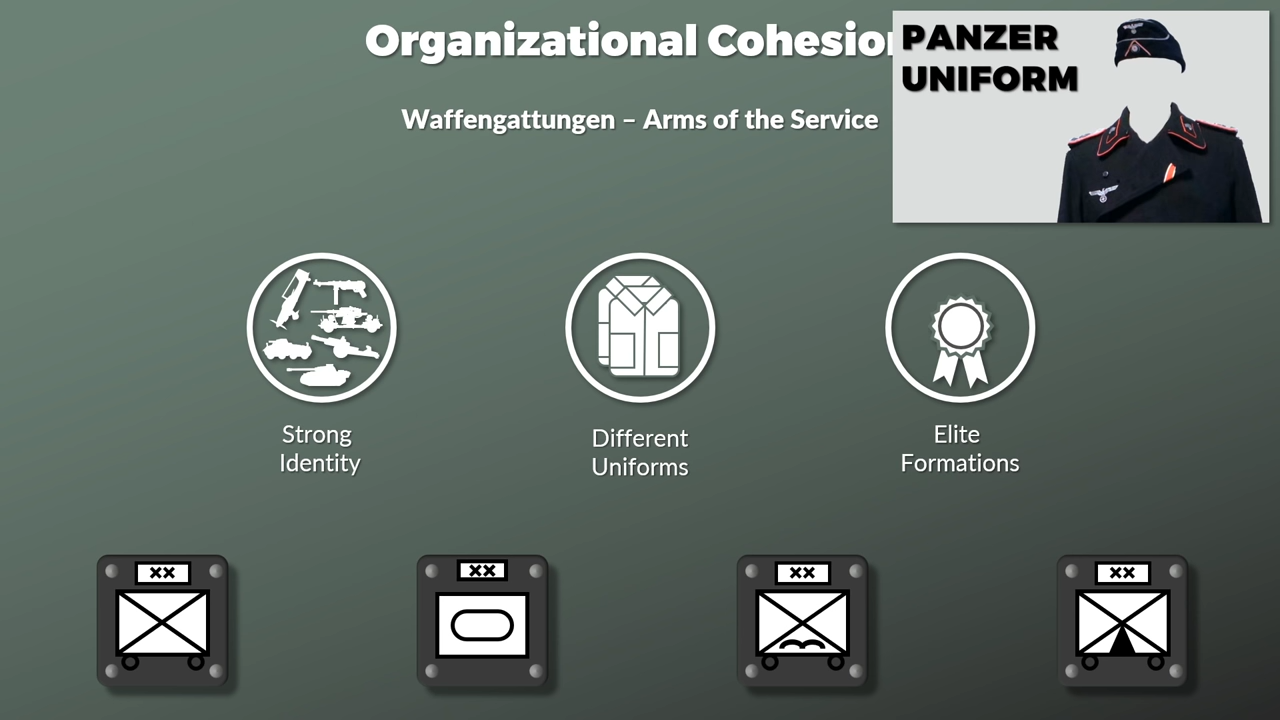 Organizational Cohesion
PANZER
UNIFORM
Waffengattungen – Arms of the Service
Strong
Identity
Different
Uniforms
Elite
Formations
XX
XX
XX
XX